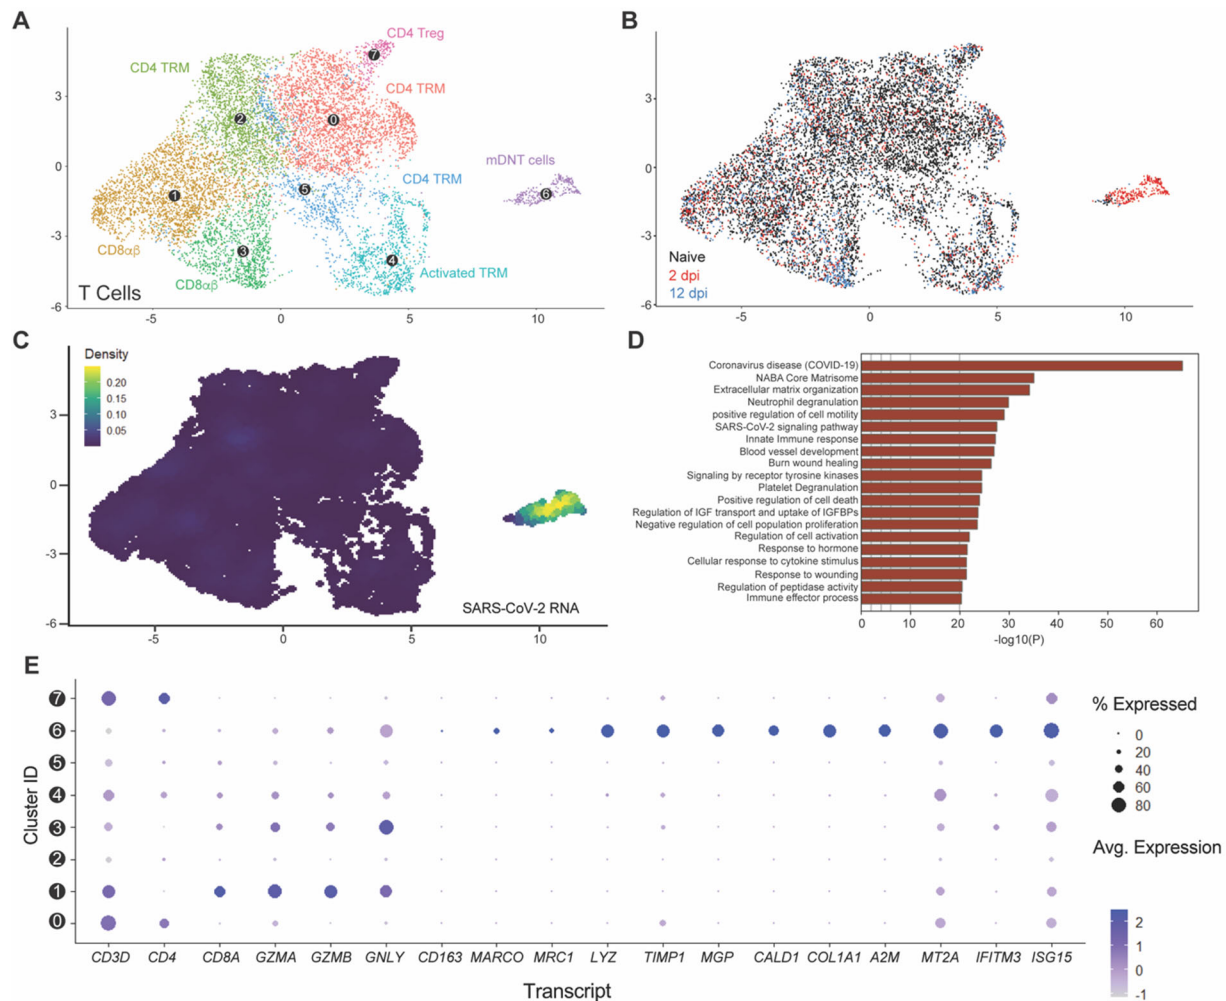 A
CD4 Treg
7
CD4 TRM
CD4 TRM
2
0
3
0
mDNT cells
CD4 TRM
5
6
1
-3
3
4
CD8αβ
CD8αβ
Activated TRM
T Cells
-6
-5
0
5
10
B
3
0
-3
Naive
2 dpi
12 dpi
-6
-5
0
5
10
C
Density
0.20
0.15
0.10
0.05
3
0
-3
SARS-CoV-2 RNA
-6
-5
0
5
10
D
Coronavirus disease (COVID-19)
NABA Core Matrisome
Extracellular matrix organization
Neutrofil degranulation
positive regulation of cell motility
SARS-CoV-2 signaling pathway
Innate Immune response
Blood vessel development
Burn wound healing
Signaling by receptor tyrosine kinases
Platelet Degranulation
Positive regulation of cell death
Regulation of IGF transport and uptake of IGFBPs
Negative regulation of cell population proliferation
Regulation of cell activation
Response to hormone
Cellular response to cytokine stimulus
Response to wounding
Regulation of peptidase activity
Immune effector process
0
10
20
30
40
50
60
-log10(P)
E
Cluster ID
7
6
5
4
3
2
1
0
CD3D
CD4
CD8A
GZMA
GZMB
GNLY
CD163
MARCO
MRC1
LYZ
TIMP1
MGP
CALD1
COL1A1
A2M
MT2A
IFITM3
ISG15
Transcript
% Expressed
0
20
40
60
80
Avg. Expression
2
1
0
-1